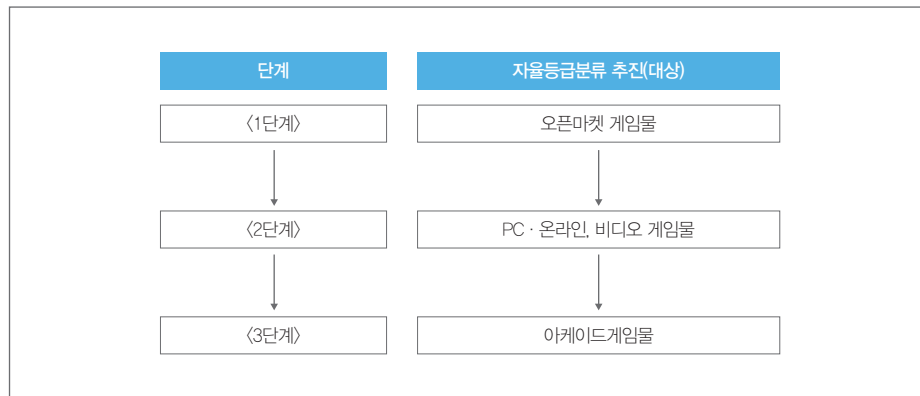 단계 자율등급분류 추진(대상)
〈1단계〉 오픈마켓 게임물
〈2단계〉 PC · 온라인, 비디오 게임물
〈3단계〉 아케이드게임물